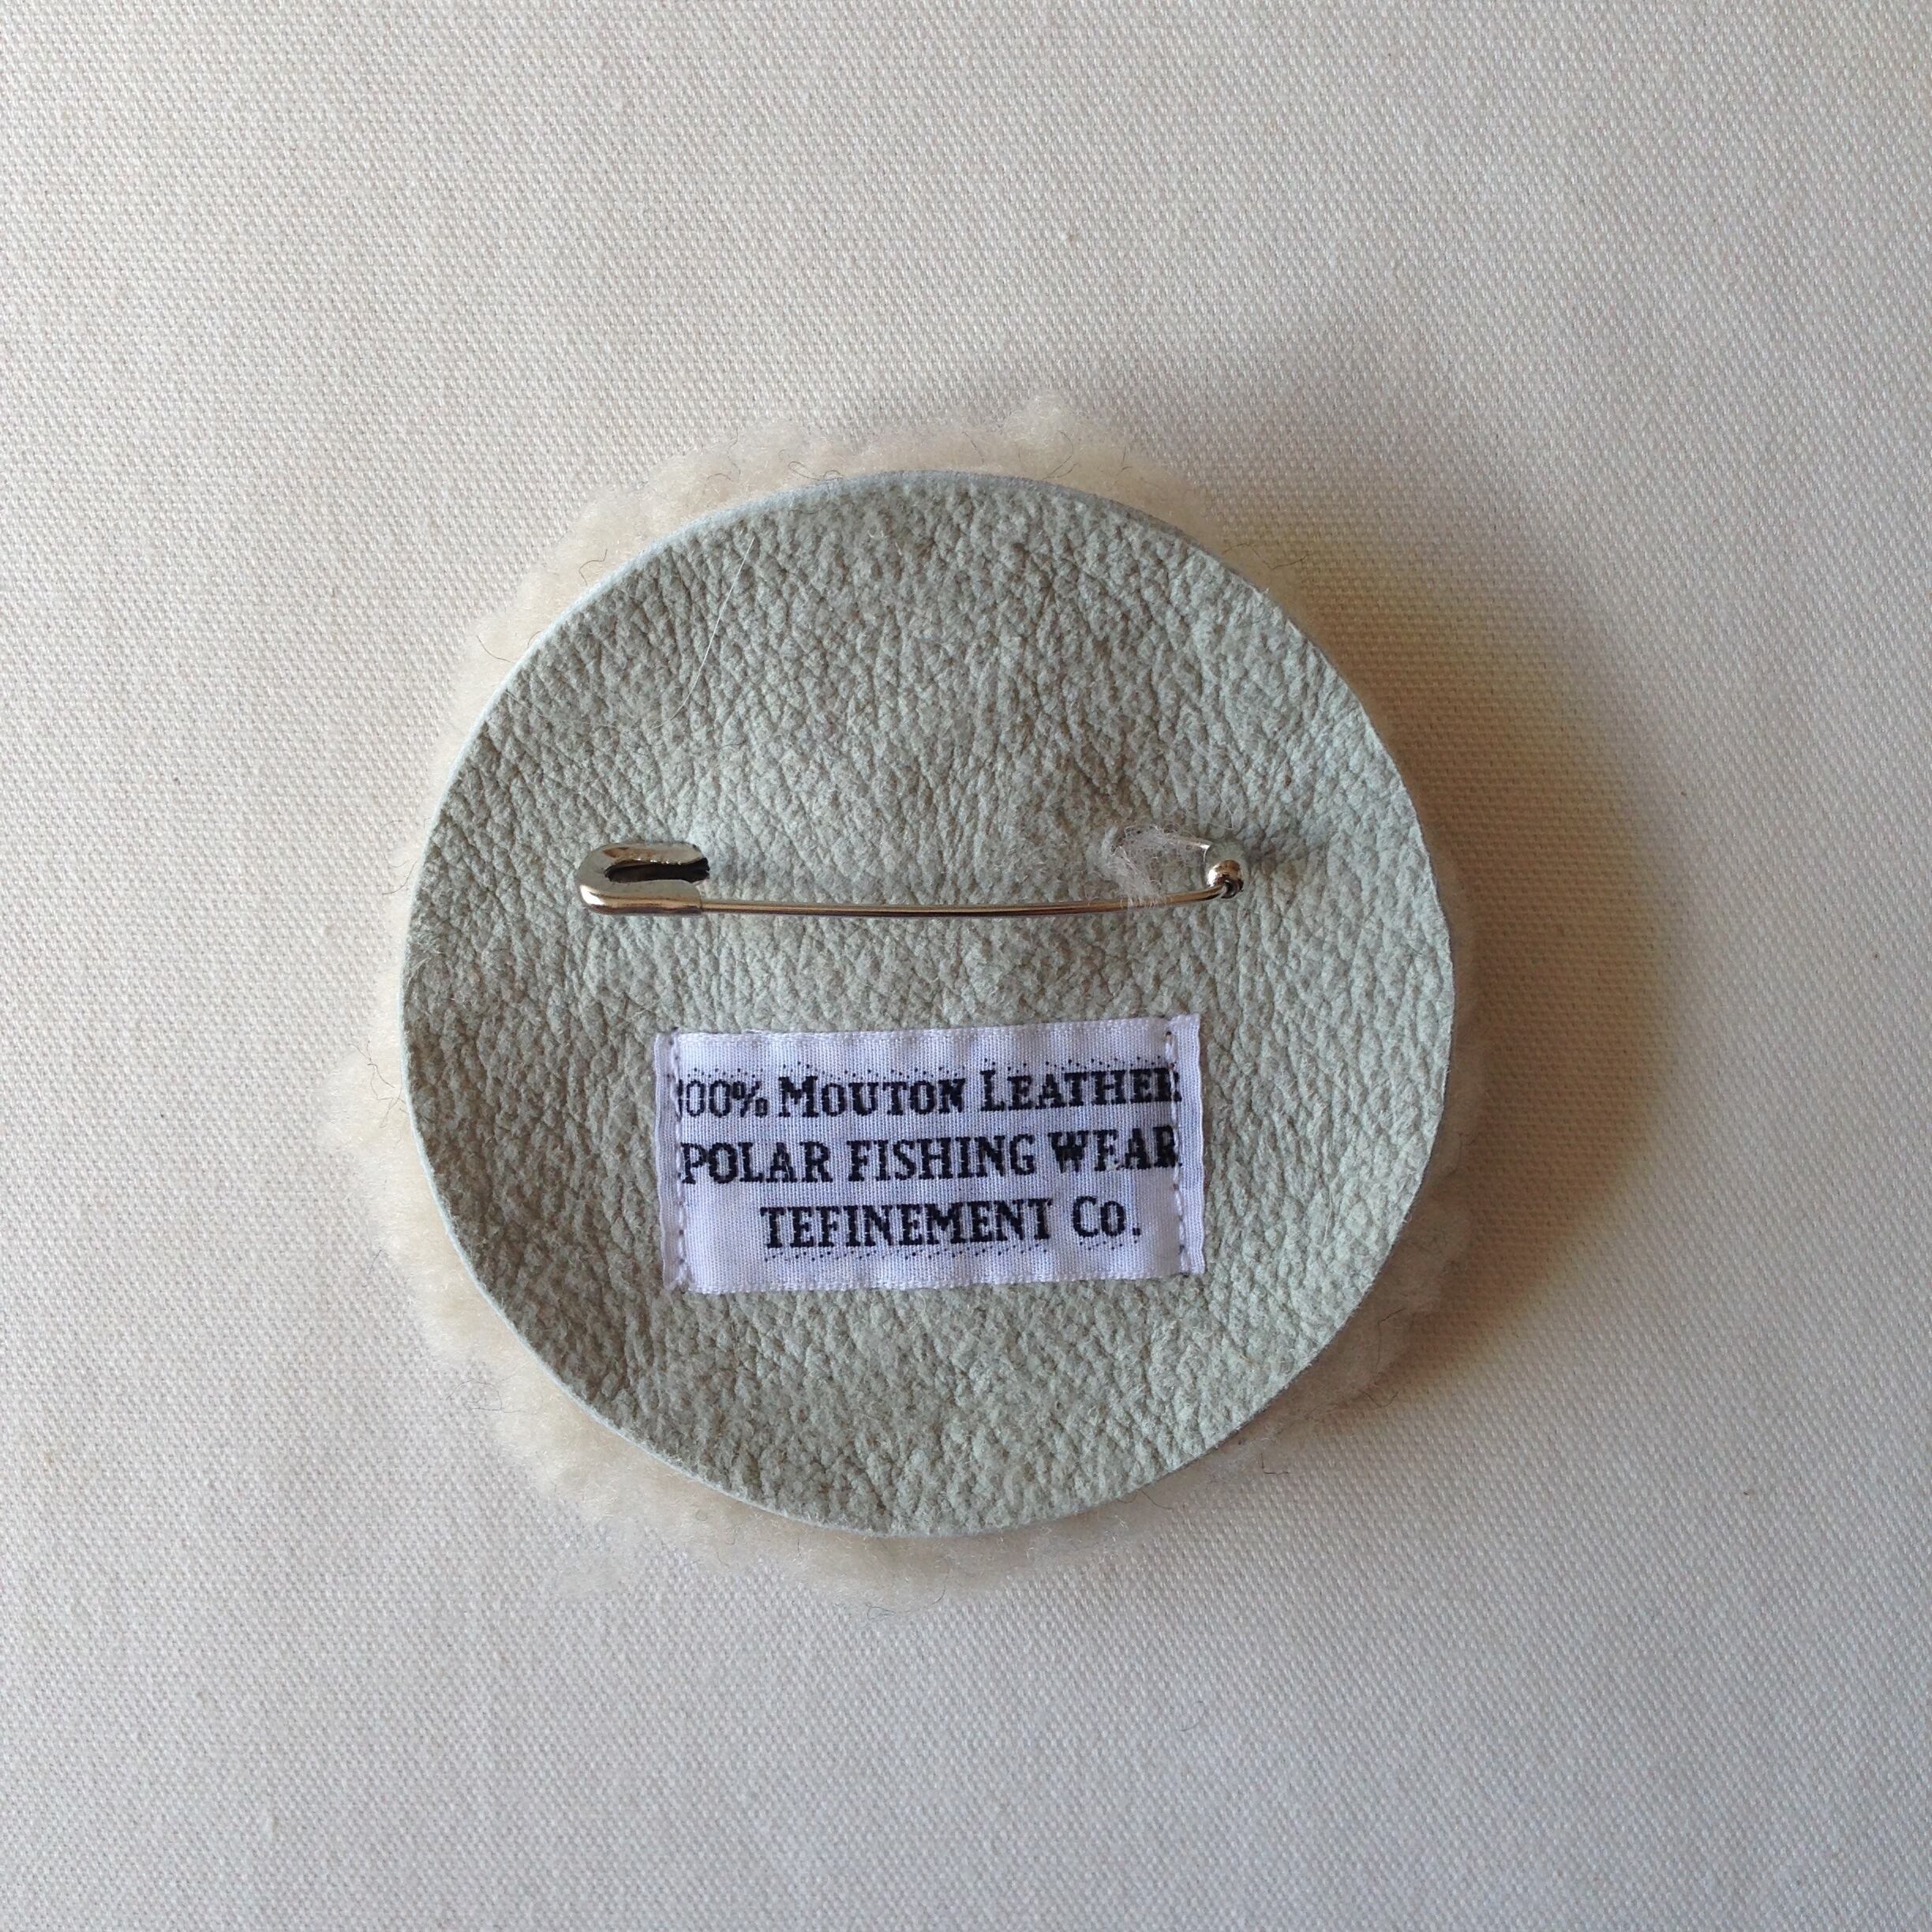 100% MOUTON LEATHER
POLAR FISHING WEAR
TEFINEMENT Co.